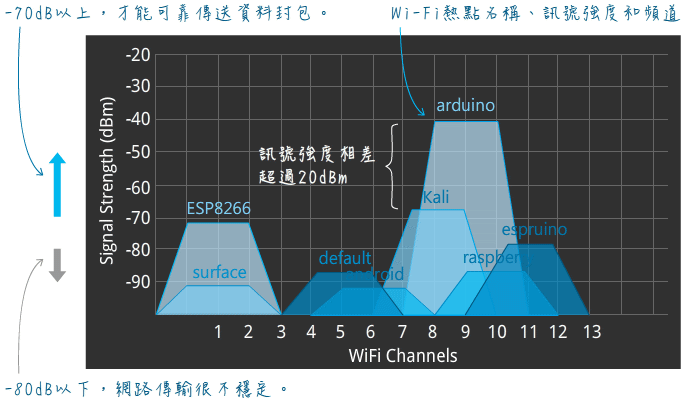 -70dB以上，才能可靠傳送資料封包。
Wi-Fi熱點名稱、訊號強度和頻道
-20
-30
-40
arduino
-50
訊號強度相差
超過20dBm
-60
Kali
ESP8266
-70
espruino
-80
default
raspberr
surface
android
-90
Signal Strength (dBm)
1 2 3 4 5 6 7 8 9 10 11 12 13
WiFi Channels
-80dB以下，網路傳輸很不穩定。